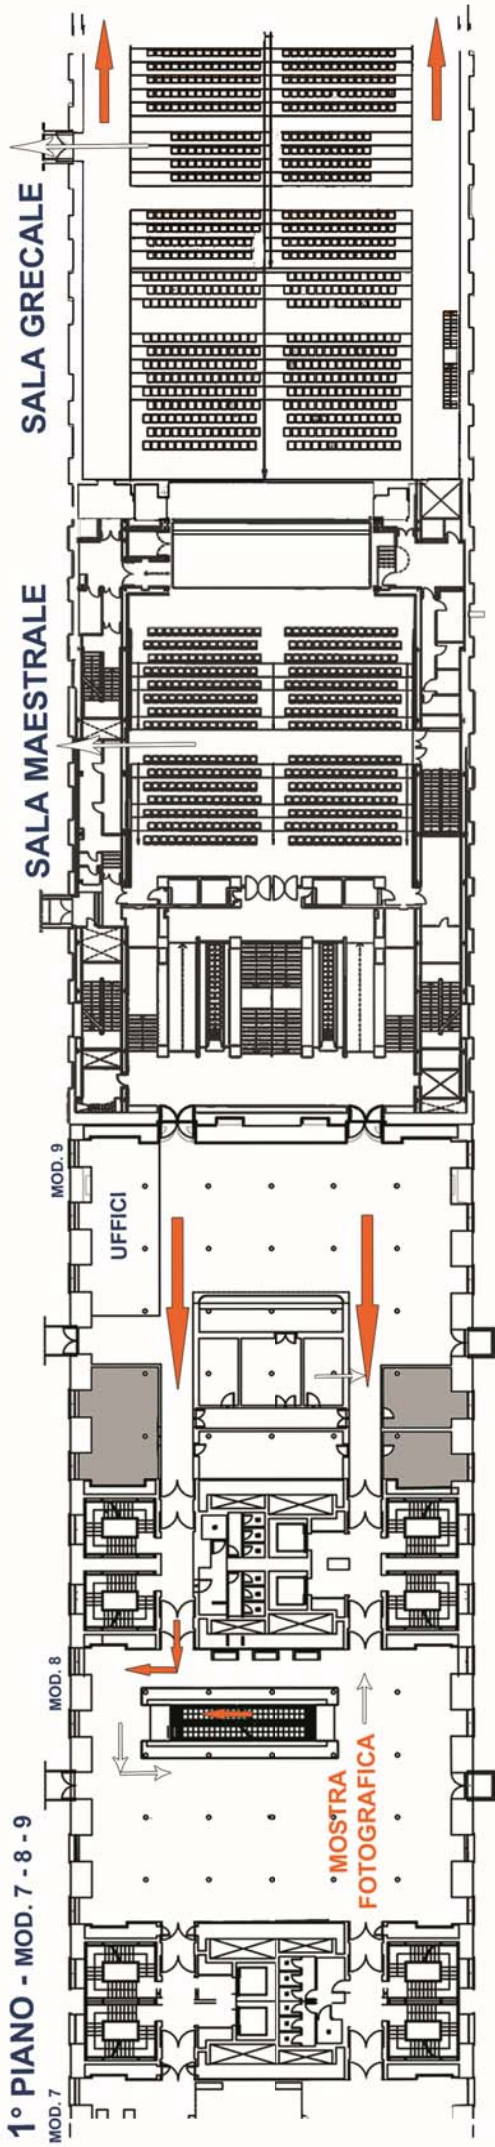 1° PIANO - MOD. 7 - 8 - 9
MOD. 7
MOD. 8
MOD. 9
MOSTRA
FOTOGRAFICA
UFFICI
SALA MAESTRALE
SALA GRECALE